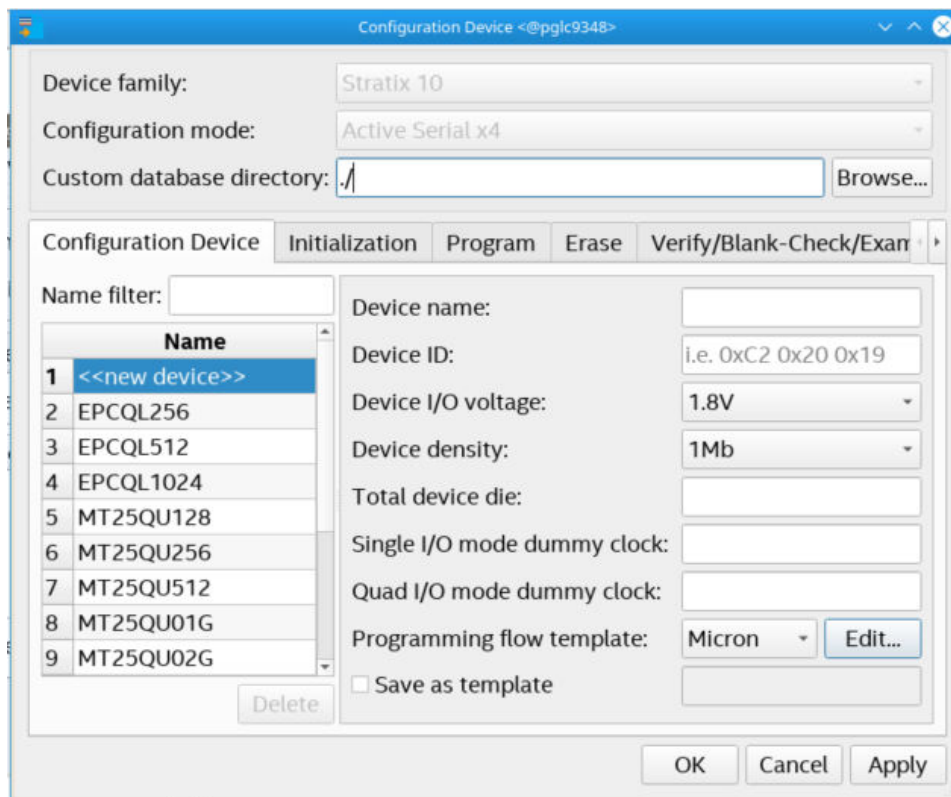 Configuration Device <@pglc9348>
Device family: Stratix 10
Configuration mode: Active Serial x4
Custom database directory: ./ Browse...
Configuration Device Initialization Program Erase Verify/Blank-Check/Exam
Name filter:
Name
1 <<new device>>
2 EPCQL256
3 EPCQL512
4 EPCQL1024
5 MT25QU128
6 MT25QU256
7 MT25QU512
8 MT25QU01G
9 MT25QU02G
Delete
Device name:
Device ID: i.e. 0xC2 0x20 0x19
Device I/O voltage: 1.8V
Device density: 1Mb
Total device die:
Single I/O mode dummy clock:
Quad I/O mode dummy clock:
Programming flow template: Micron Edit...
Save as template
OK Cancel Apply